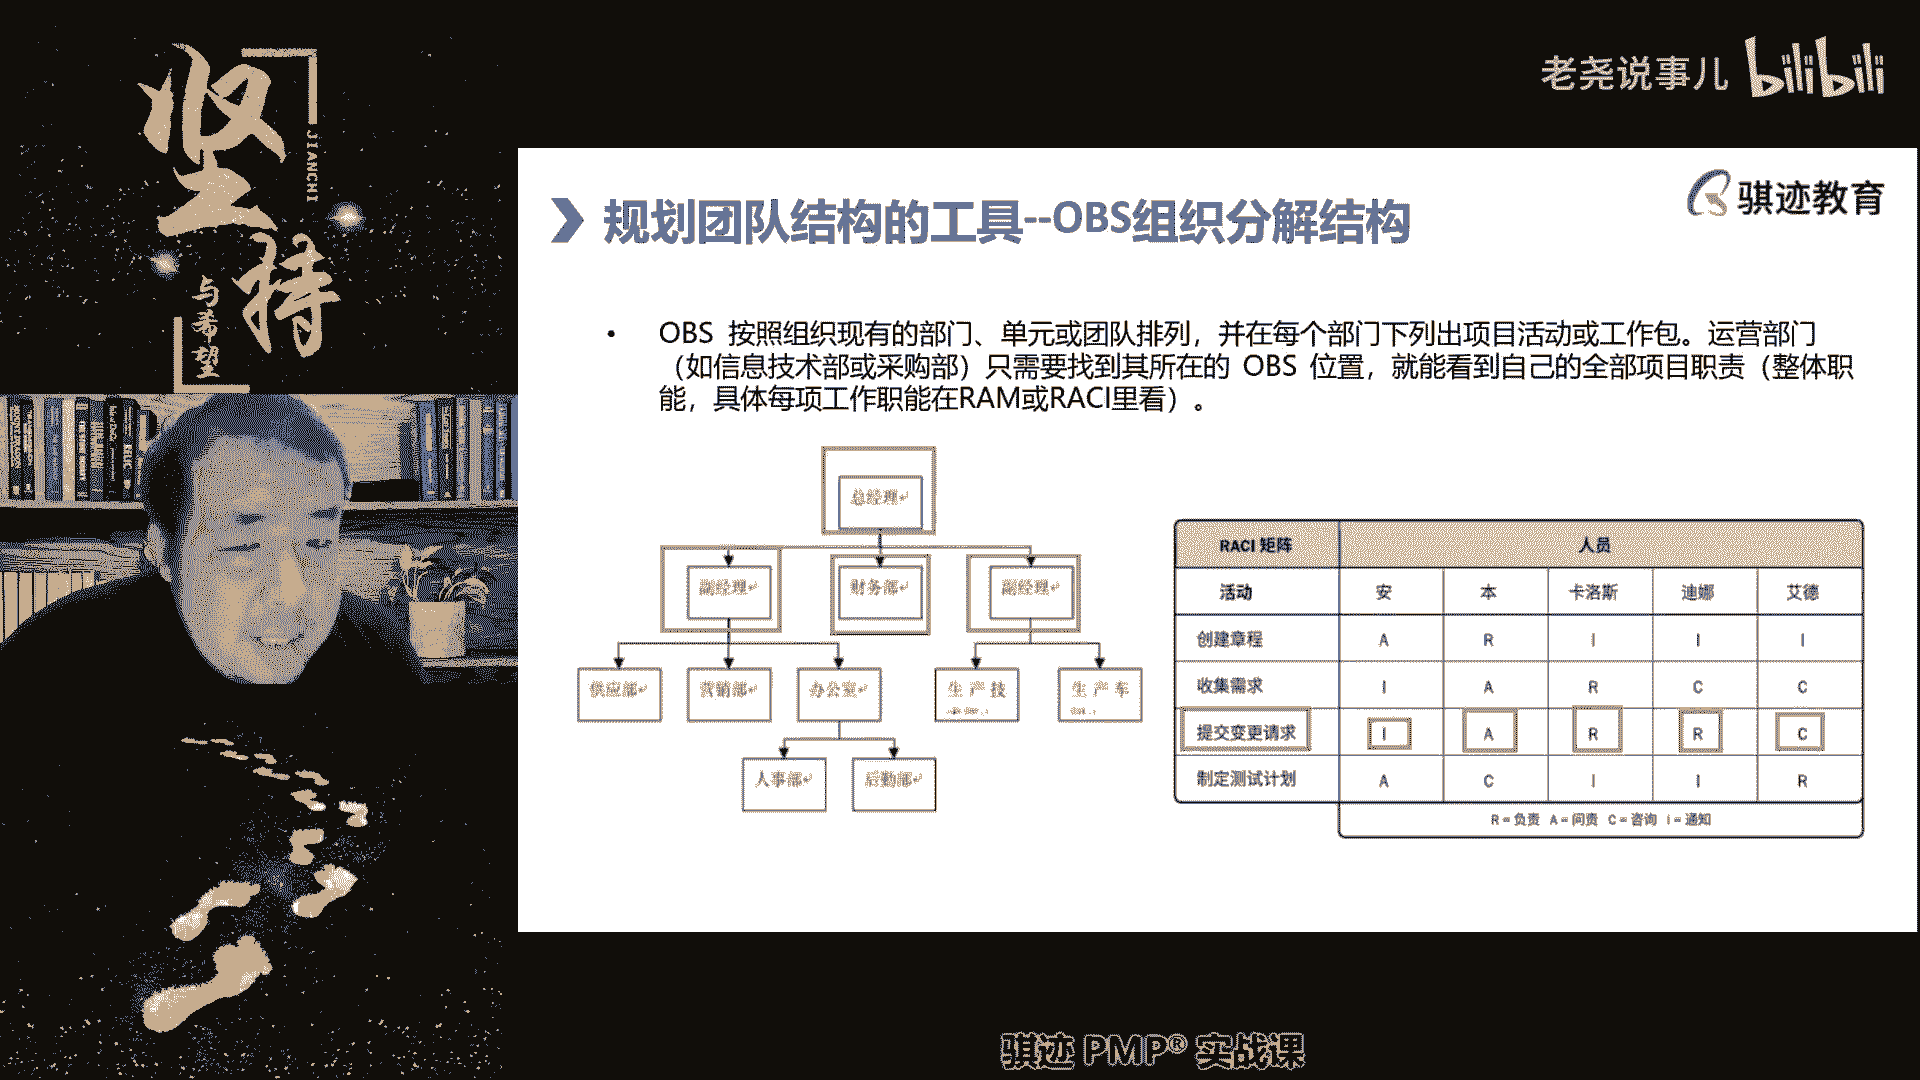 坚持
JIANCHI
与希望
老尧说事儿 bilibili
骐迹教育
规划团队结构的工具--OBS组织分解结构
• OBS 按照组织现有的部门、单元或团队排列，并在每个部门下列出项目活动或工作包。运营部门
（如信息技术部或采购部）只需要找到其所在的 OBS 位置，就能看到自己的全部项目职责（整体职
能，具体每项工作职能在RAM或RACI里看）。
总经理
副经理 财务部 副经理
供应部 营销部 办公室 生产技 生产车
人事部 后勤部
RACI 矩阵 人员
活动 安 本 卡洛斯 迪娜 艾德
创建章程 A R I I I
收集需求 I A R C C
提交变更请求 I A R R C
制定测试计划 A C I I R
R = 负责 A = 问责 C = 咨询 I = 通知
骐迹 PMP® 实战课